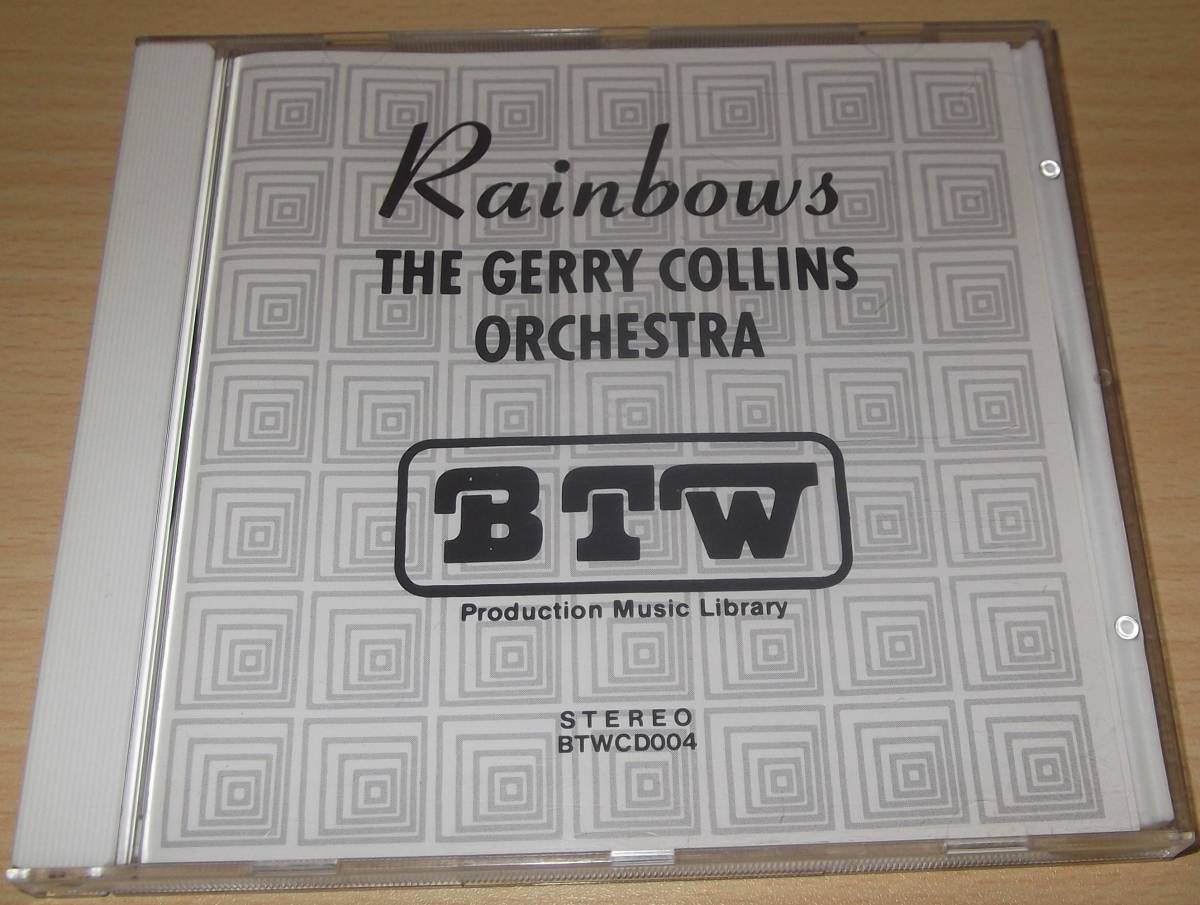 Rainbows
THE GERRY COLLINS
ORCHESTRA
BTW
Production Music Library
STEREO
BTWCD004